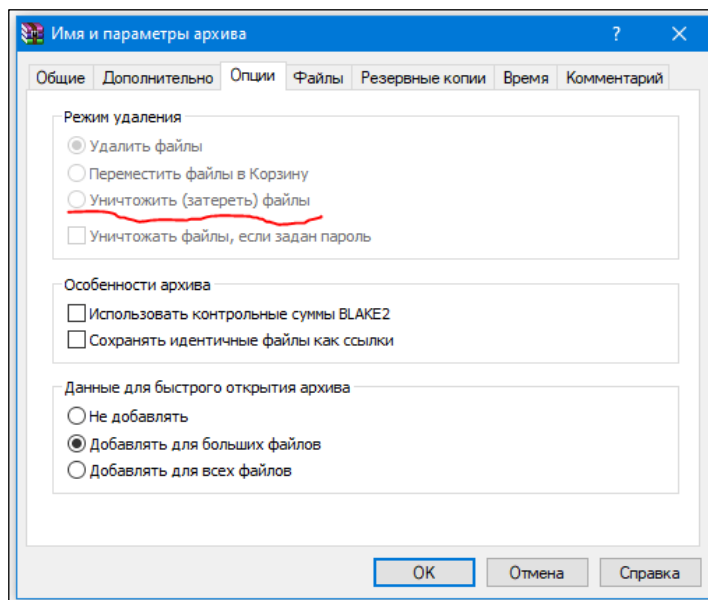 Имя и параметры архива
Общие Дополнительно Опции Файлы Резервные копии Время Комментарий
Режим удаления
Удалить файлы
Переместить файлы в Корзину
Уничтожить (затереть) файлы
Уничтожать файлы, если задан пароль
Особенности архива
Использовать контрольные суммы BLAKE2
Сохранять идентичные файлы как ссылки
Данные для быстрого открытия архива
Не добавлять
Добавлять для больших файлов
Добавлять для всех файлов
OK Отмена Справка